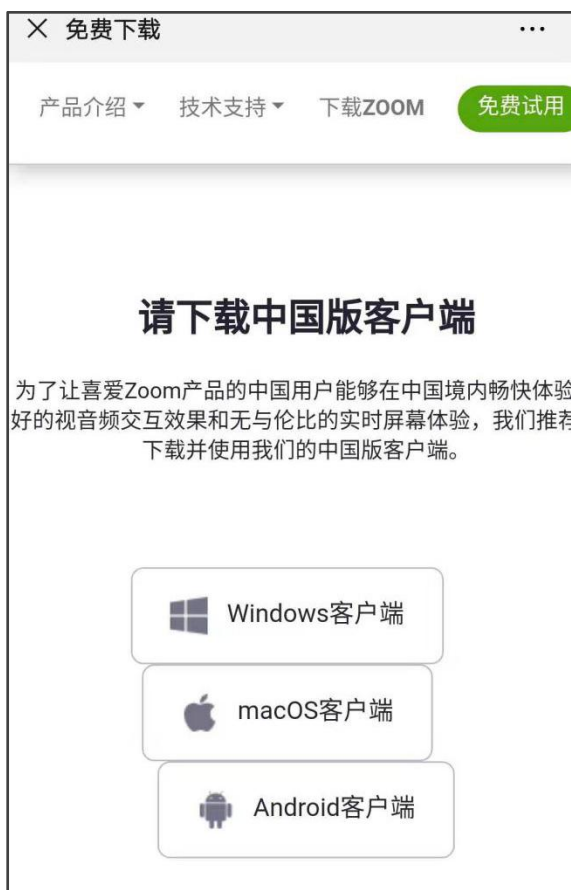 免费下载
产品介绍 技术支持 下载ZOOM 免费试用
请下载中国版客户端
为了让喜爱Zoom产品的中国用户能够在中国境内畅快体验
好的视音频交互效果和无与伦比的实时屏幕体验，我们推荐
下载并使用我们的中国版客户端。
Windows客户端
macOS客户端
Android客户端